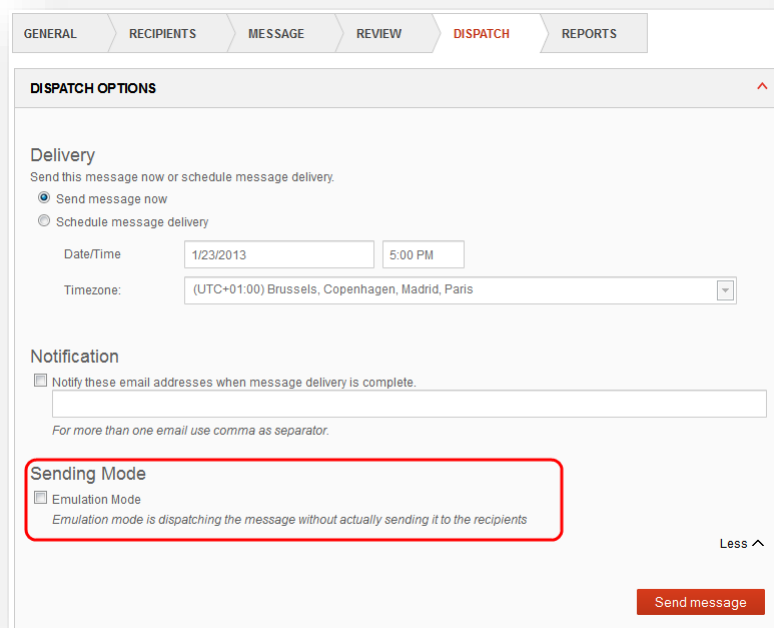 GENERAL RECIPIENTS MESSAGE REVIEW DISPATCH REPORTS
DISPATCH OPTIONS
Delivery
Send this message now or schedule message delivery.
Send message now
Schedule message delivery
Date/Time 1/23/2013 5:00 PM
Timezone: (UTC+01:00) Brussels, Copenhagen, Madrid, Paris
Notification
Notify these email addresses when message delivery is complete.
For more than one email use comma as separator.
Sending Mode
Emulation Mode
Emulation mode is dispatching the message without actually sending it to the recipients
Less
Send message